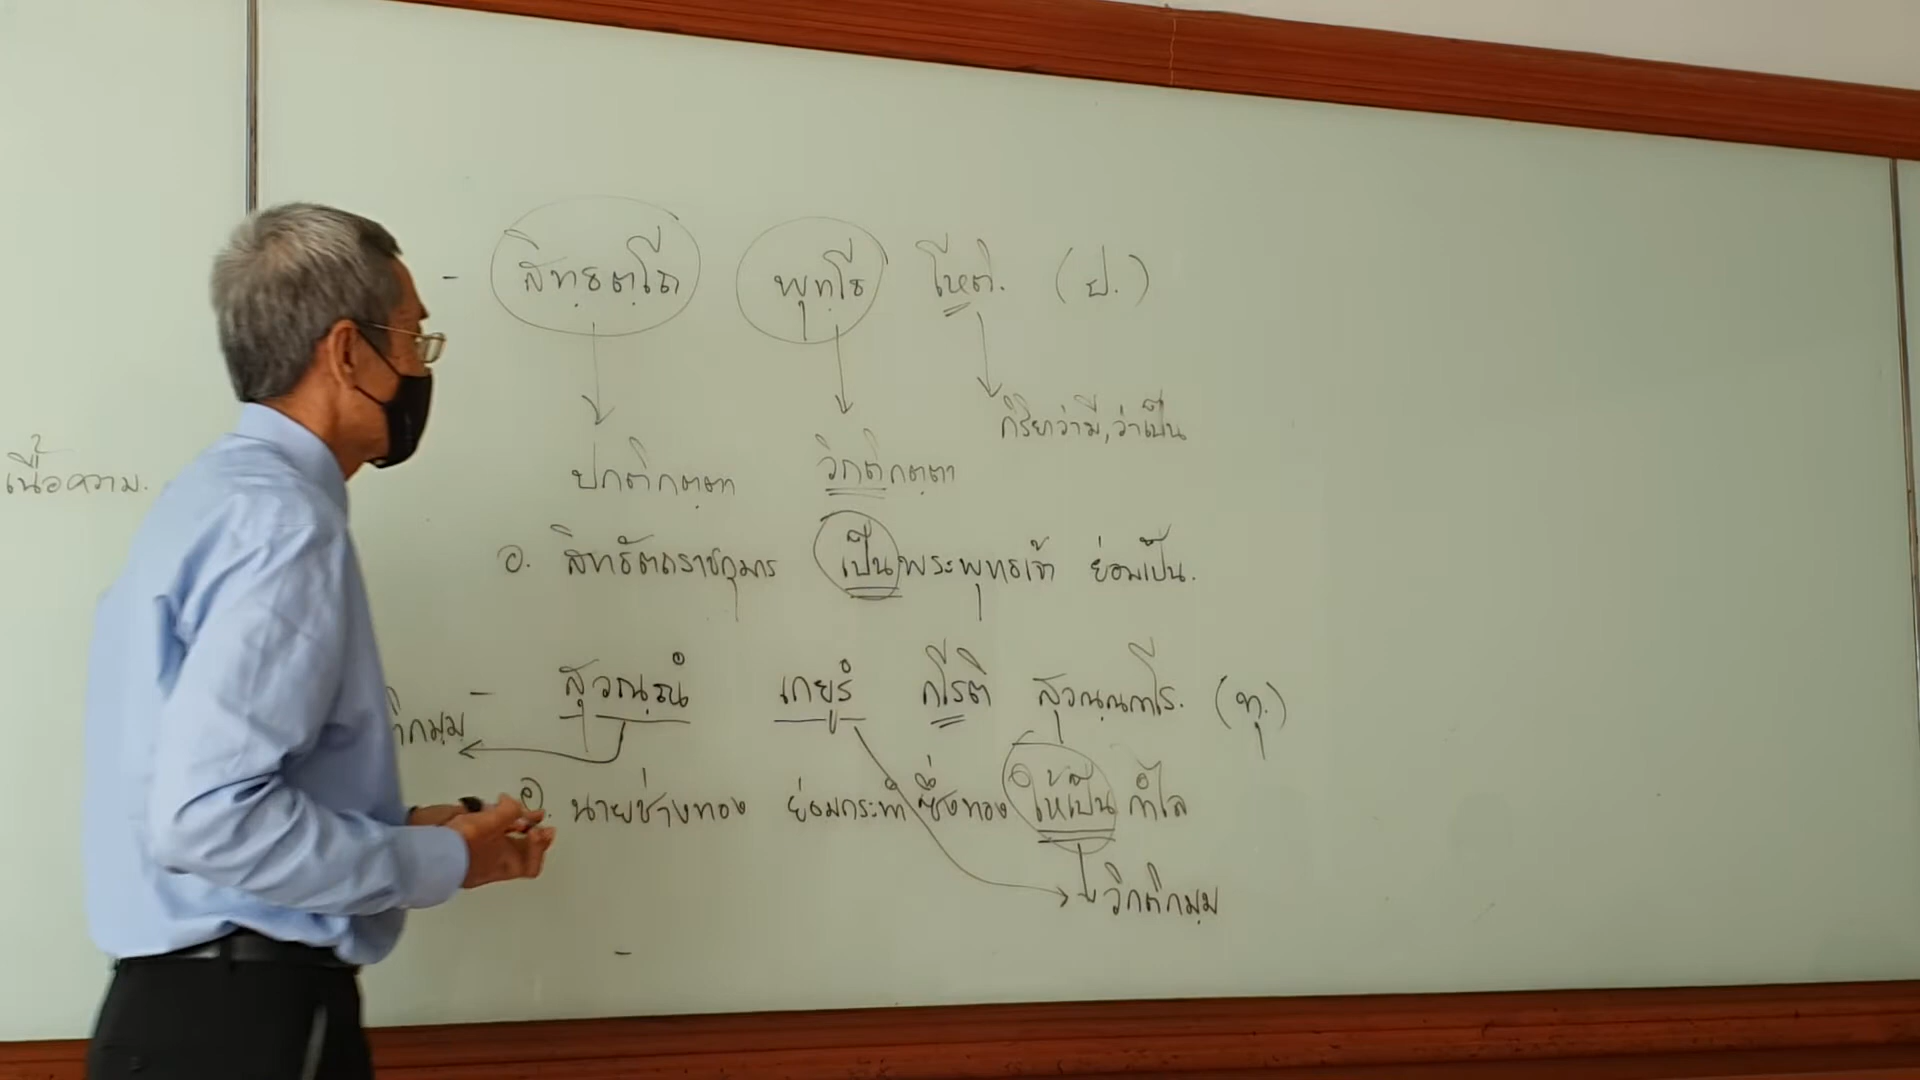 เนื้อความ.
- สิทฺธตฺโถ พุทฺโธ โหติ. (ป.)
กิริยาว่ามี, ว่าเป็น
ปกติกตฺตา วิกติกตฺตา
อ. สิทธัตถราชกุมาร เป็นพระพุทธเจ้า ย่อมเป็น.
- สุวณฺณํ เกยูรํ กโรติ สุวณฺณกาโร. (ทุ.)
ติกมฺม
อ. นายช่างทอง ย่อมกระทำ ซึ่งทอง ให้เป็น กำไล
วิกติกมฺม